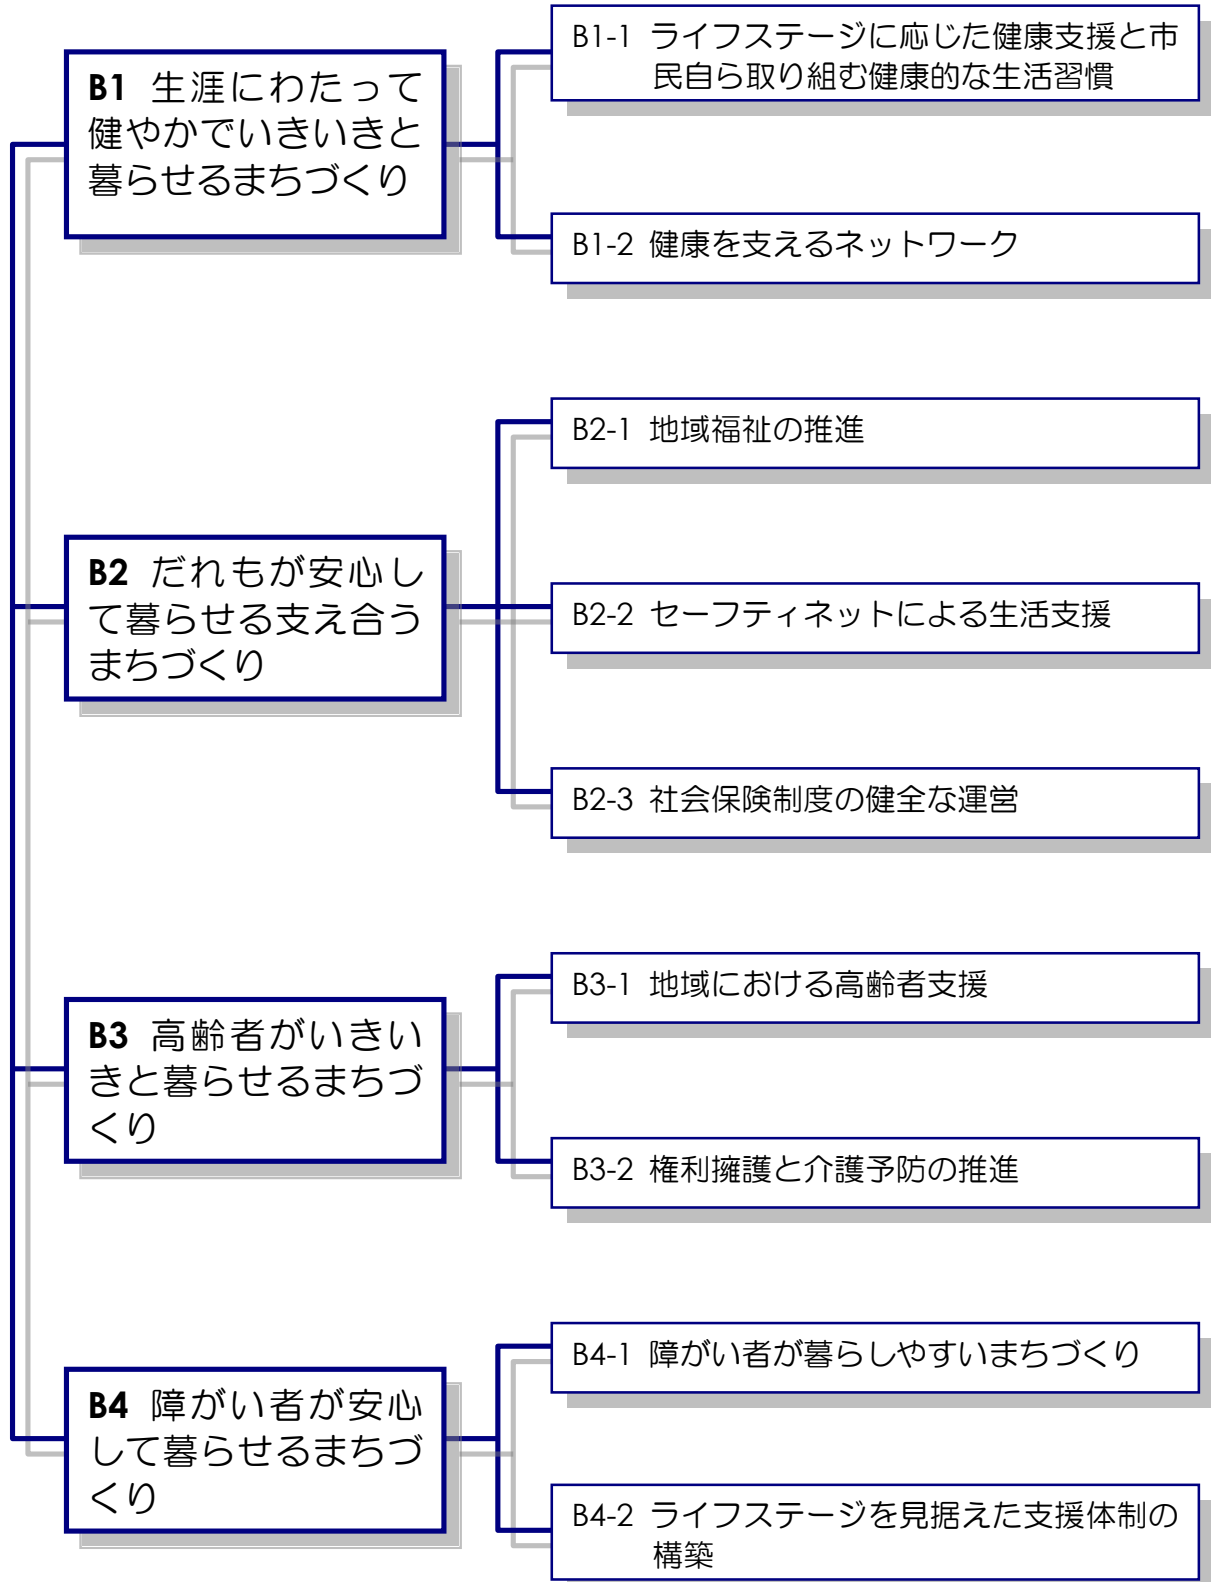 B1 生涯にわたって
健やかでいきいきと
暮らせるまちづくり
B1-1 ライフステージに応じた健康支援と市
民自ら取り組む健康的な生活習慣
B1-2 健康を支えるネットワーク
B2 だれもが安心し
て暮らせる支え合う
まちづくり
B2-1 地域福祉の推進
B2-2 セーフティネットによる生活支援
B2-3 社会保険制度の健全な運営
B3 高齢者がいきい
きと暮らせるまちづ
くり
B3-1 地域における高齢者支援
B3-2 権利擁護と介護予防の推進
B4 障がい者が安心
して暮らせるまちづ
くり
B4-1 障がい者が暮らしやすいまちづくり
B4-2 ライフステージを見据えた支援体制の
構築